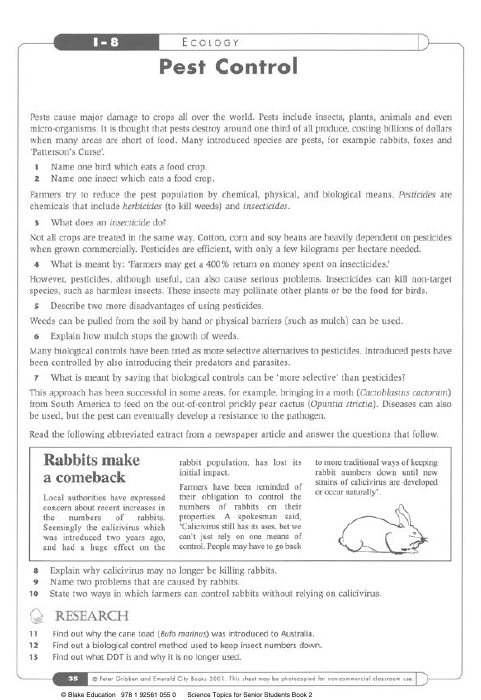 1-8
ECOLOGY
Pest Control
Pests cause major damage to crops all over the world. Pests include insects, plants, animals and even
micro-organisms. It is thought that pests destroy around one third of all produce, costing billions of dollars
when many areas are short of food. Many introduced species are pests, for example rabbits, foxes and
'Patterson's Curse'.
1 Name one bird which eats a food crop.
2 Name one insect which eats a food crop.
Farmers try to reduce the pest population by chemical, physical, and biological means. Pesticides are
chemicals that include herbicides (to kill weeds) and insecticides.
3 What does an insecticide do?
Not all crops are treated in the same way. Cotton, corn and soy beans are heavily dependent on pesticides
when grown commercially. Pesticides are efficient, with only a few kilograms per hectare needed.
4 What is meant by: 'Farmers may get a 400% return on money spent on insecticides.'
However, pesticides, although useful, can also cause serious problems. Insecticides can kill non-target
species, such as harmless insects. These insects may pollinate other plants or be the food for birds.
5 Describe two more disadvantages of using pesticides.
Weeds can be pulled from the soil by hand or physical barriers (such as mulch) can be used.
6 Explain how mulch stops the growth of weeds.
Many biological controls have been tried as more selective alternatives to pesticides. Introduced pests have
been controlled by also introducing their predators and parasites.
7 What is meant by saying that biological controls can be 'more selective' than pesticides?
This approach has been successful in some areas, for example, bringing in a moth (Cactoblastus cactorum)
from South America to feed on the out-of-control prickly pear cactus (Opuntia strictia). Diseases can also
be used, but the pest can eventually develop a resistance to the pathogen.
Read the following abbreviated extract from a newspaper article and answer the questions that follow.
Rabbits make
a comeback
Local authorities have expressed
concern about recent increases in
the numbers of rabbits.
Seemingly the calicivirus which
was introduced two years ago,
and had a huge effect on the
rabbit population, has lost its
initial impact.
Farmers have been reminded of
their obligation to control the
numbers of rabbits on their
properties. A spokesman said,
"Calicivirus still has its uses, but we
can't just rely on one means of
control. People may have to go back
to more traditional ways of keeping
rabbit numbers down until new
strains of calicivirus are developed
or occur naturally".
8 Explain why calicivirus may no longer be killing rabbits.
9 Name two problems that are caused by rabbits.
10 State two ways in which farmers can control rabbits without relying on calicivirus.
RESEARCH
11 Find out why the cane toad (Bufo marinus) was introduced to Australia.
12 Find out a biological control method used to keep insect numbers down.
13 Find out what DDT is and why it is no longer used.
35 © Peter Gribben and Emerald City Books 2001. This sheet may be photocopied for non-commercial classroom use.
© Blake Education 978 1 92561 055 0 Science Topics for Senior Students Book 2